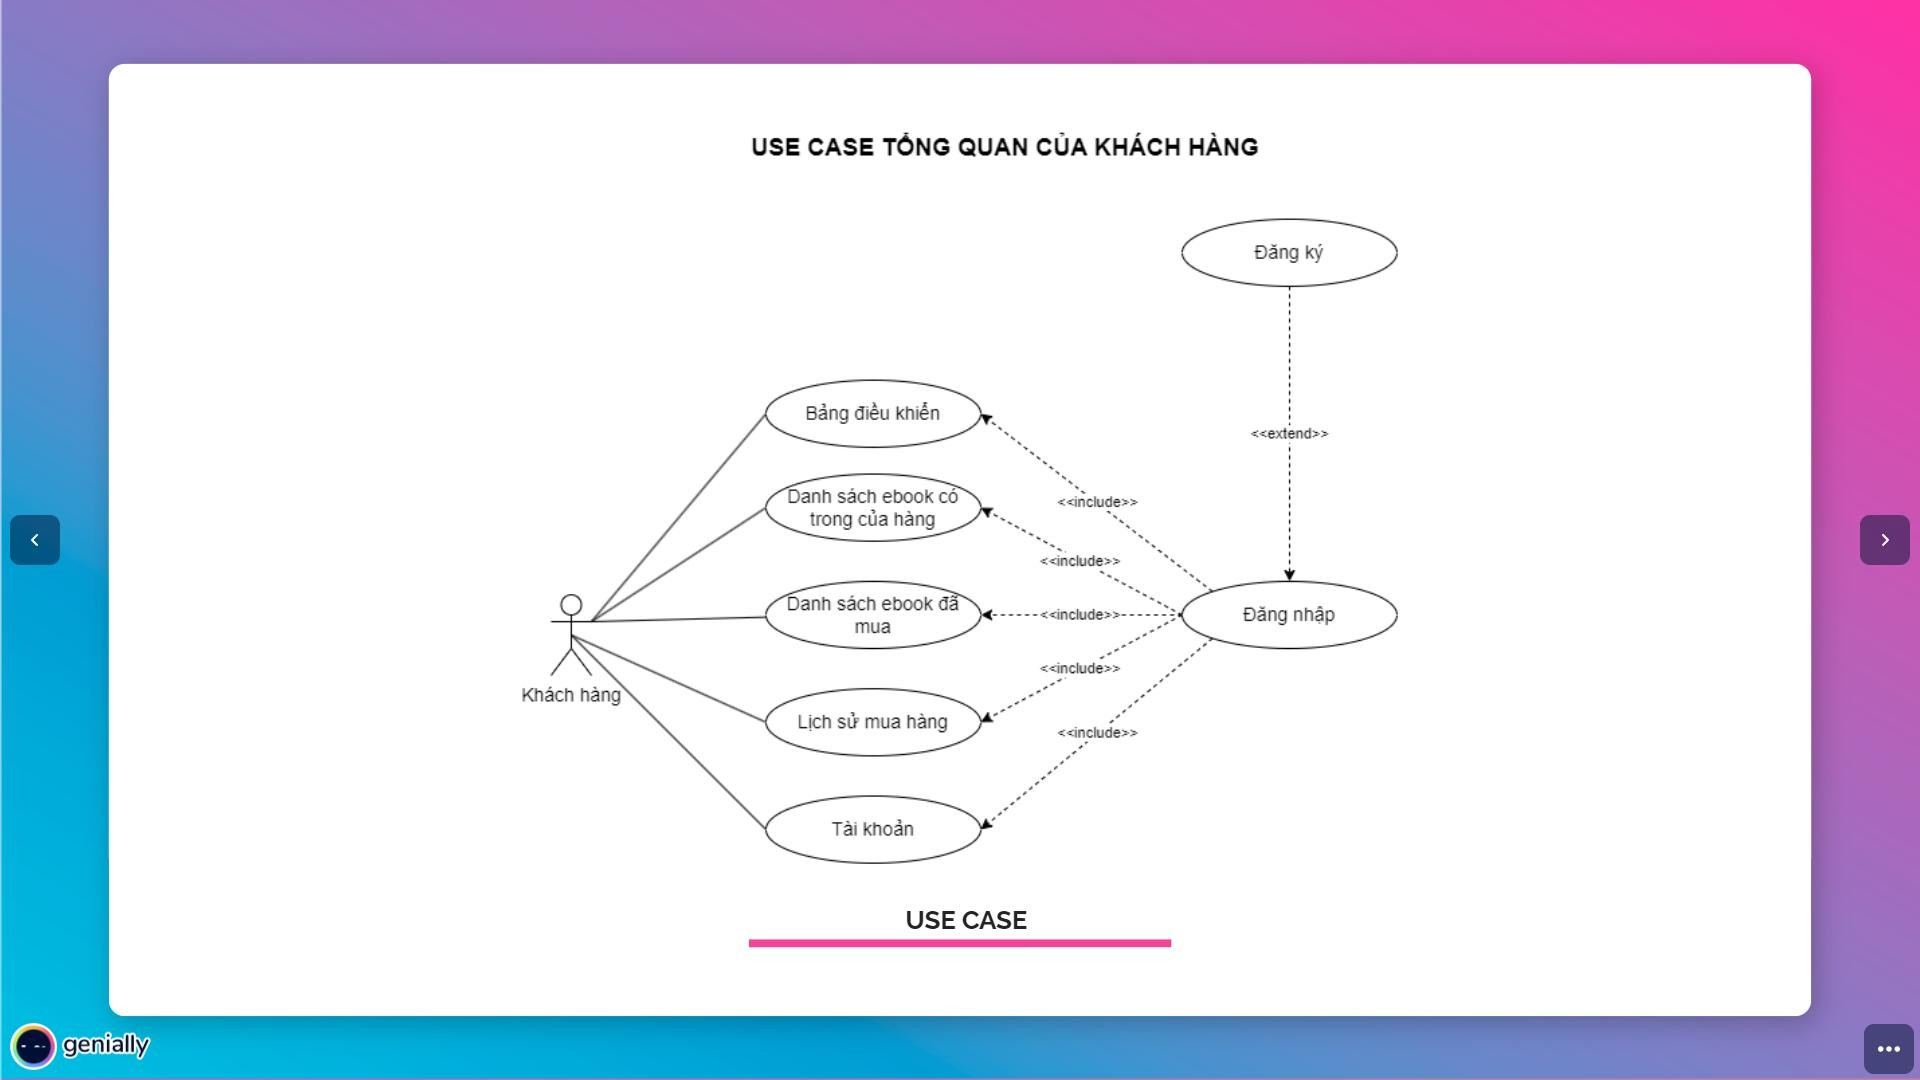 USE CASE TỔNG QUAN CỦA KHÁCH HÀNG
Đăng ký
<<extend>>
Bảng điều khiển
<<include>>
Danh sách ebook có
trong của hàng
<<include>>
Danh sách ebook đã
mua
<<include>>
Đăng nhập
<<include>>
Khách hàng
Lịch sử mua hàng
<<include>>
Tài khoản
USE CASE
genially